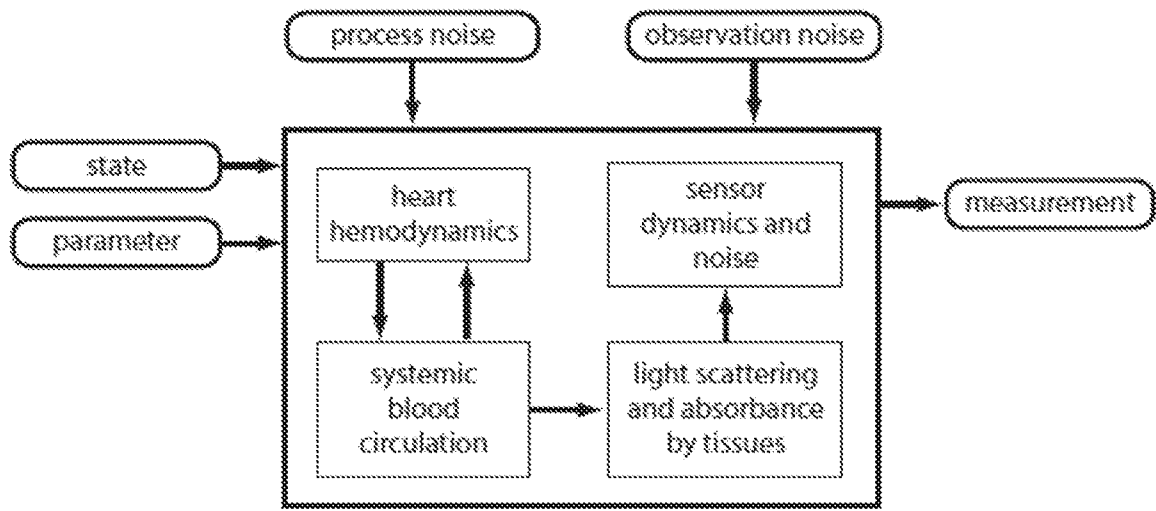 process noise
observation noise
state
parameter
heart
hemodynamics
sensor
dynamics and
noise
measurement
systemic
blood
circulation
light scattering
and absorbance
by tissues